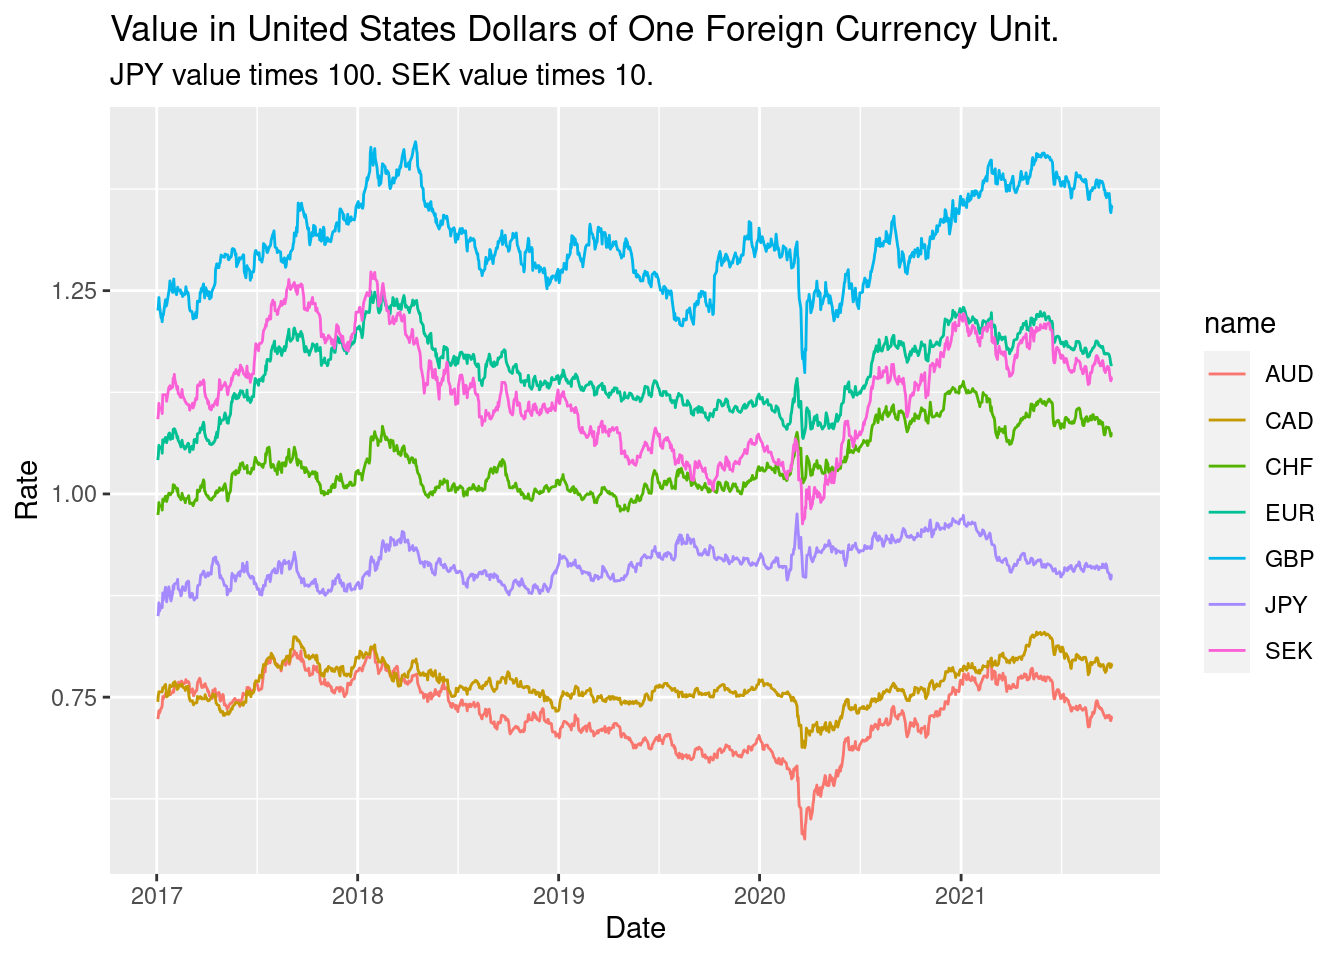 Value in United States Dollars of One Foreign Currency Unit.
JPY value times 100. SEK value times 10.
Rate
1.25
1.00
0.75
2017 2018 2019 2020 2021
Date
name
AUD
CAD
CHF
EUR
GBP
JPY
SEK